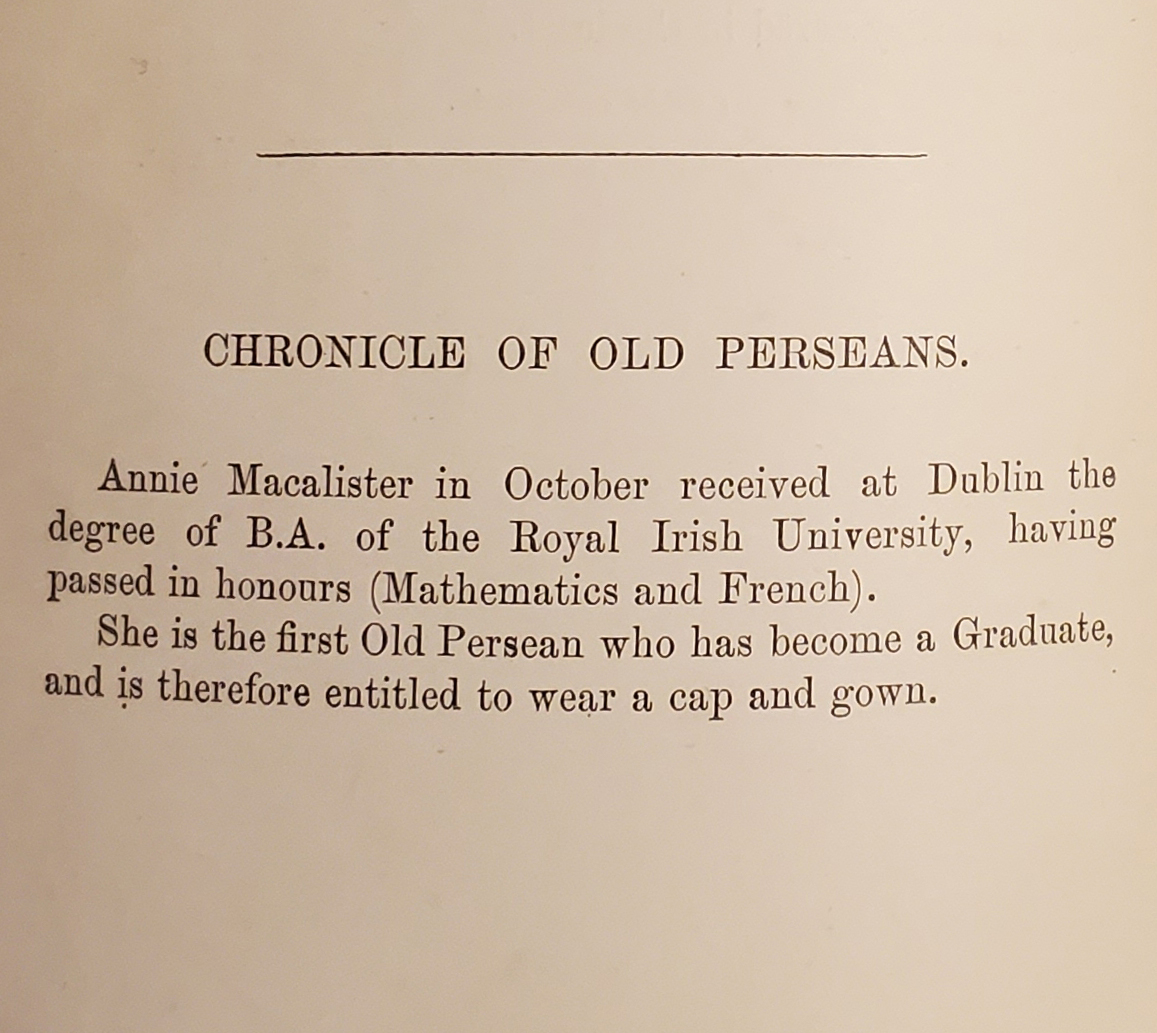 CHRONICLE OF OLD PERSEANS.
Annie Macalister in October received at Dublin the
degree of B.A. of the Royal Irish University, having
passed in honours (Mathematics and French).
She is the first Old Persean who has become a Graduate,
and is therefore entitled to wear a cap and gown.